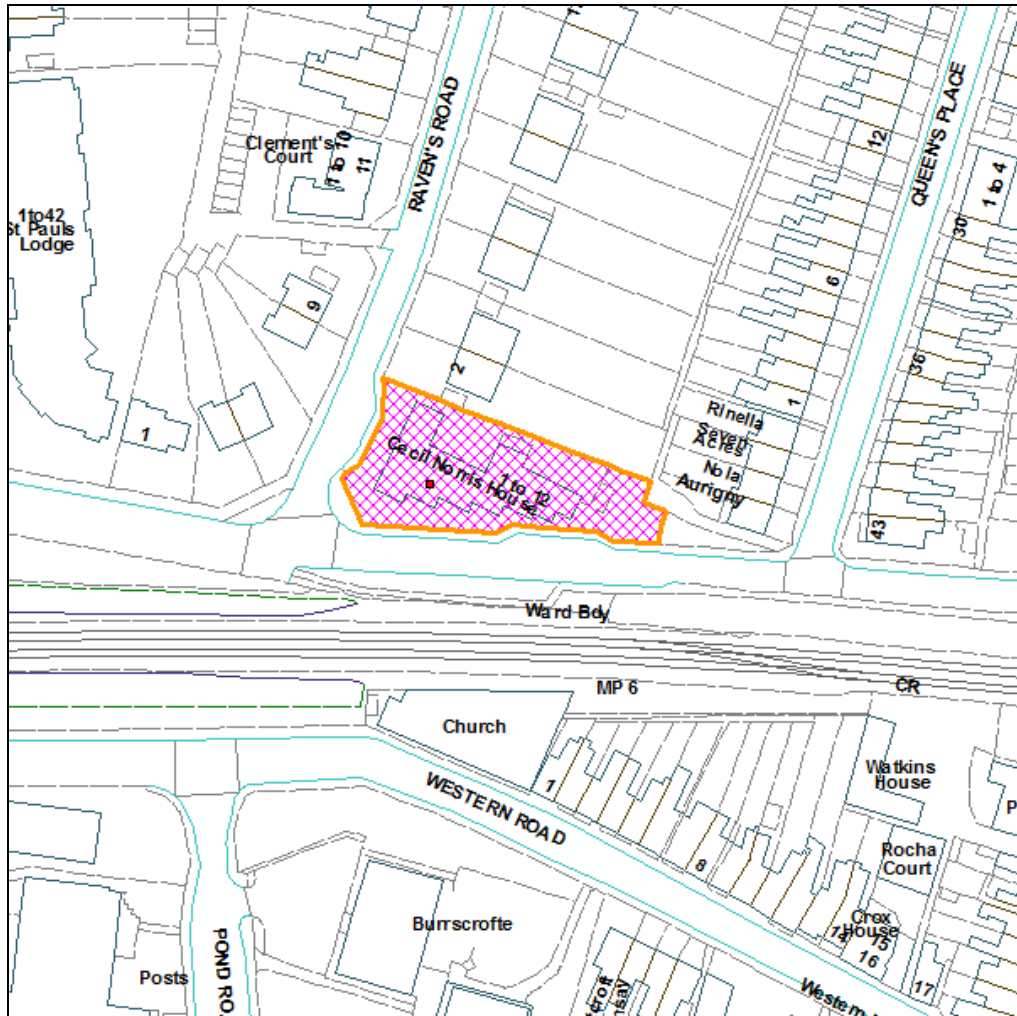 RAVEN'S ROAD
QUEEN'S PLACE
12
Clement's
Court
1 to 10
11
1 to 4
1to42
St Pauls
Lodge
30
6
9
36
2
1
1
Rinella
Seven
Acres
Nola
Aurigny
Cecil Norris House
1 to 12
43
Ward Bdy
MP 6
CR
Church
1
WESTERN ROAD
Watkins
House
P
8
Rocha
Court
Burrscrofte
Crox
House
14
15
16
17
Posts
POND RO
Western